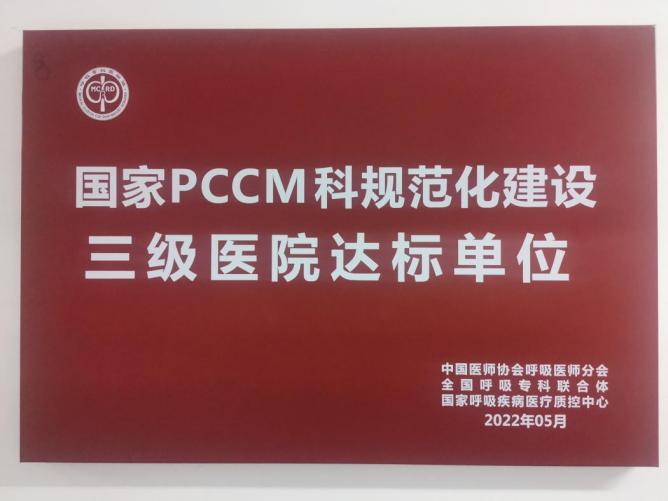 MCARD
国家PCCM科规范化建设
三级医院达标单位
中国医师协会呼吸医师分会
全国呼吸专科联合体
国家呼吸疾病医疗质控中心
2022年05月